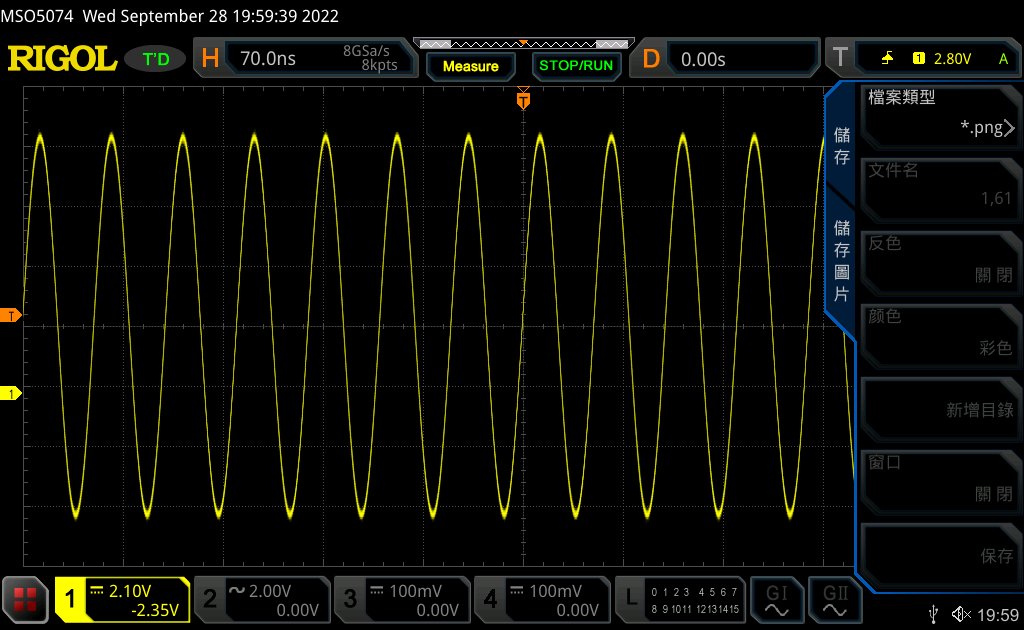 MSO5074 Wed September 28 19:59:39 2022
RIGOL
T'D
H
70.0ns
8GSa/s
8kpts
Measure
STOP/RUN
D
0.00s
T
1
2.80V
A
T
T
1
儲存
儲存圖片
檔案類型
*.png
文件名
1,61
反色
關閉
颜色
彩色
新增目錄
窗口
關閉
保存
1
2.10V
-2.35V
2
2.00V
0.00V
3
100mV
0.00V
4
100mV
0.00V
L
0 1 2 3 4 5 6 7
8 9 10 11 12 13 14 15
GI
GII
19:59